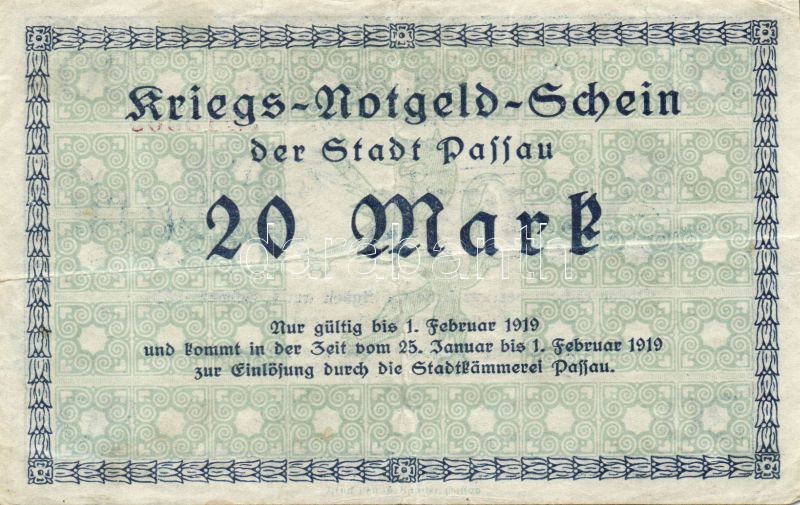 Kriegs-Notgeld-Schein
der Stadt Passau
20 Mark
darabanth
Nur gültig bis 1. Februar 1919
und kommt in der Zeit vom 25. Januar bis 1. Februar 1919
zur Einlösung durch die Stadtkämmerei Passau.